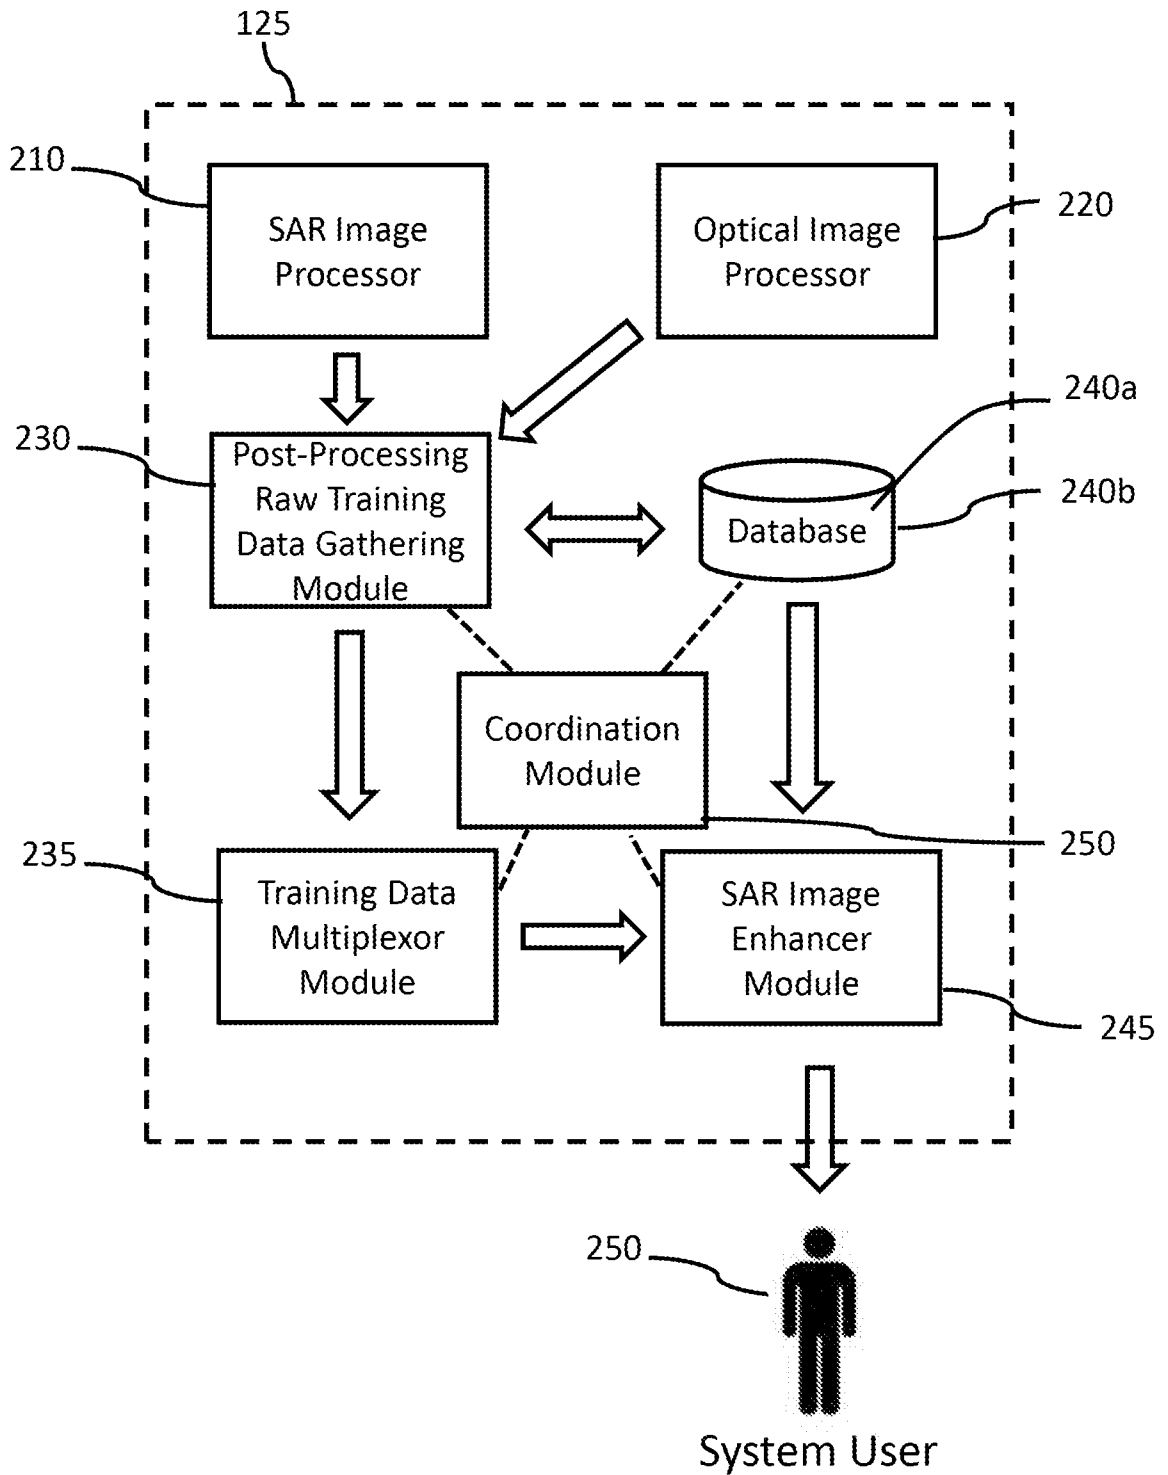 125
210
SAR Image
Processor
Optical Image
Processor
220
240a
230
Post-Processing
Raw Training
Data Gathering
Module
Database
240b
Coordination
Module
250
235
Training Data
Multiplexor
Module
SAR Image
Enhancer
Module
245
250
System User